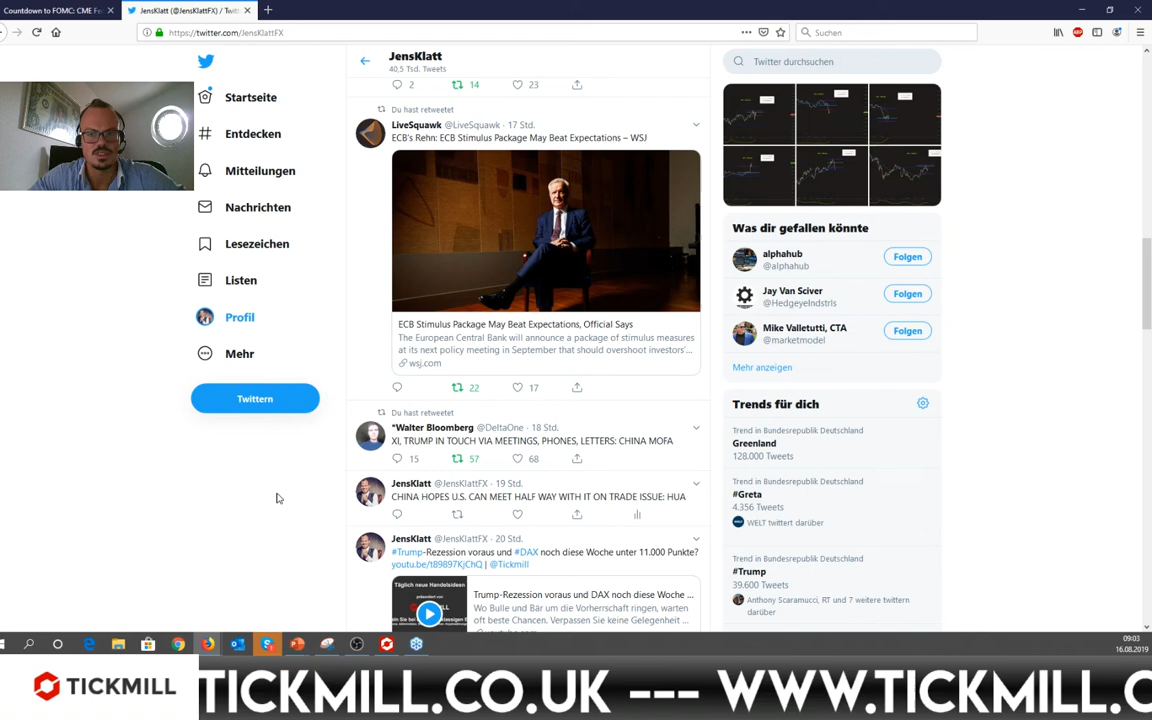 Countdown to FOMC: CME Fe
JensKlatt (@JensKlattFX) / Twitt
https://twitter.com/JensKlattFX
Suchen
Startseite
Entdecken
Mitteilungen
Nachrichten
Lesezeichen
Listen
Profil
Mehr
Twittern
JensKlatt
40,5 Tsd. Tweets
2
14
23
Du hast retweetet
LiveSquawk @LiveSquawk · 17 Std.
ECB's Rehn: ECB Stimulus Package May Beat Expectations – WSJ
ECB Stimulus Package May Beat Expectations, Official Says
The European Central Bank will announce a package of stimulus measures
at its next policy meeting in September that should overshoot investors'...
wsj.com
22
17
Du hast retweetet
*Walter Bloomberg @DeltaOne · 18 Std.
XI, TRUMP IN TOUCH VIA MEETINGS, PHONES, LETTERS: CHINA MOFA
15
57
68
JensKlatt @JensKlattFX · 19 Std.
CHINA HOPES U.S. CAN MEET HALF WAY WITH IT ON TRADE ISSUE: HUA
JensKlatt @JensKlattFX · 20 Std.
#Trump-Rezession voraus und #DAX noch diese Woche unter 11.000 Punkte?
youtu.be/t89897KjChQ | @Tickmill
Täglich neue Handelsideen
präsentiert von
Trump-Rezession voraus und DAX noch diese Woche ...
Wo Bulle und Bär um die Vorherrschaft ringen, warten
oft beste Chancen. Verpassen Sie keine Gelegenheit ...
Twitter durchsuchen
Was dir gefallen könnte
alphahub
@alphahub
Folgen
Jay Van Sciver
@HedgeyeIndstrls
Folgen
Mike Valletutti, CTA
@marketmodel
Folgen
Mehr anzeigen
Trends für dich
Trend in Bundesrepublik Deutschland
Greenland
128.000 Tweets
Trend in Bundesrepublik Deutschland
#Greta
4.356 Tweets
WELT twittert darüber
Trend in Bundesrepublik Deutschland
#Trump
39.600 Tweets
Anthony Scaramucci, RT und 7 weitere twittern
darüber
09:03
16.08.2019
TICKMILL
TICKMILL.CO.UK --- WWW.TICKMILL.C